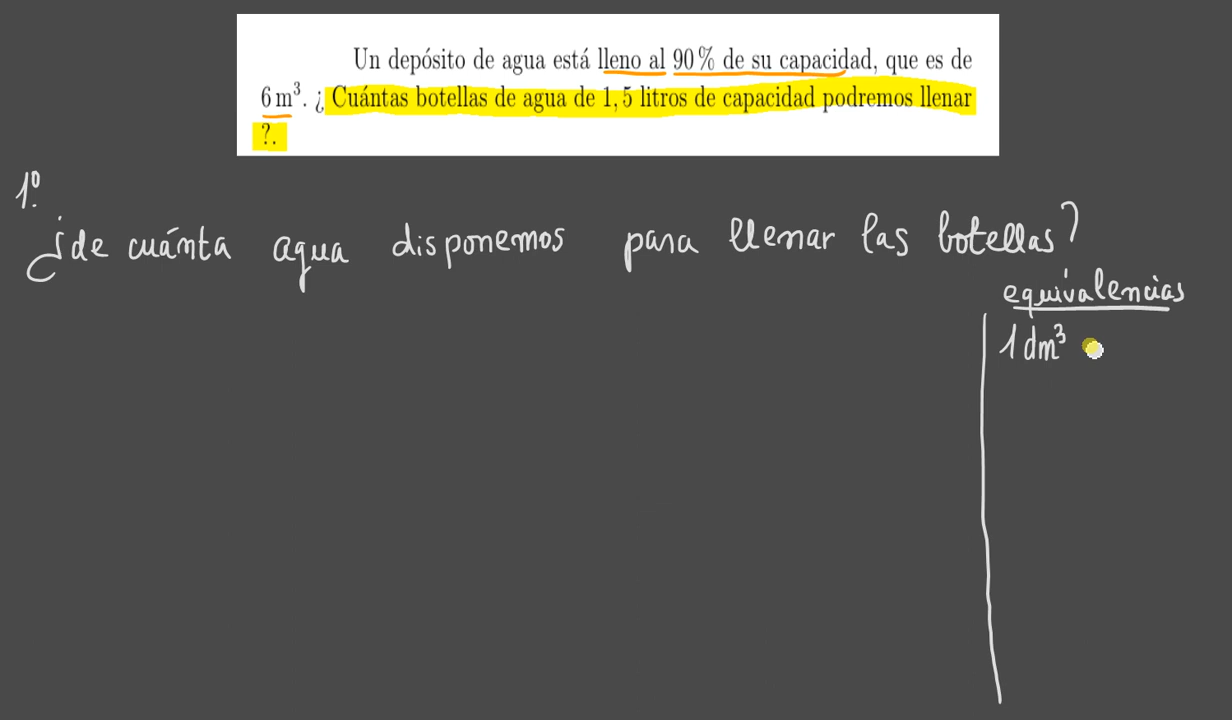 Un depósito de agua está lleno al 90 % de su capacidad, que es de
6 m³. ¿ Cuántas botellas de agua de 1, 5 litros de capacidad podremos llenar
?.
1º.
¿de cuánta agua disponemos para llenar las botellas?
equivalencias
1 dm³